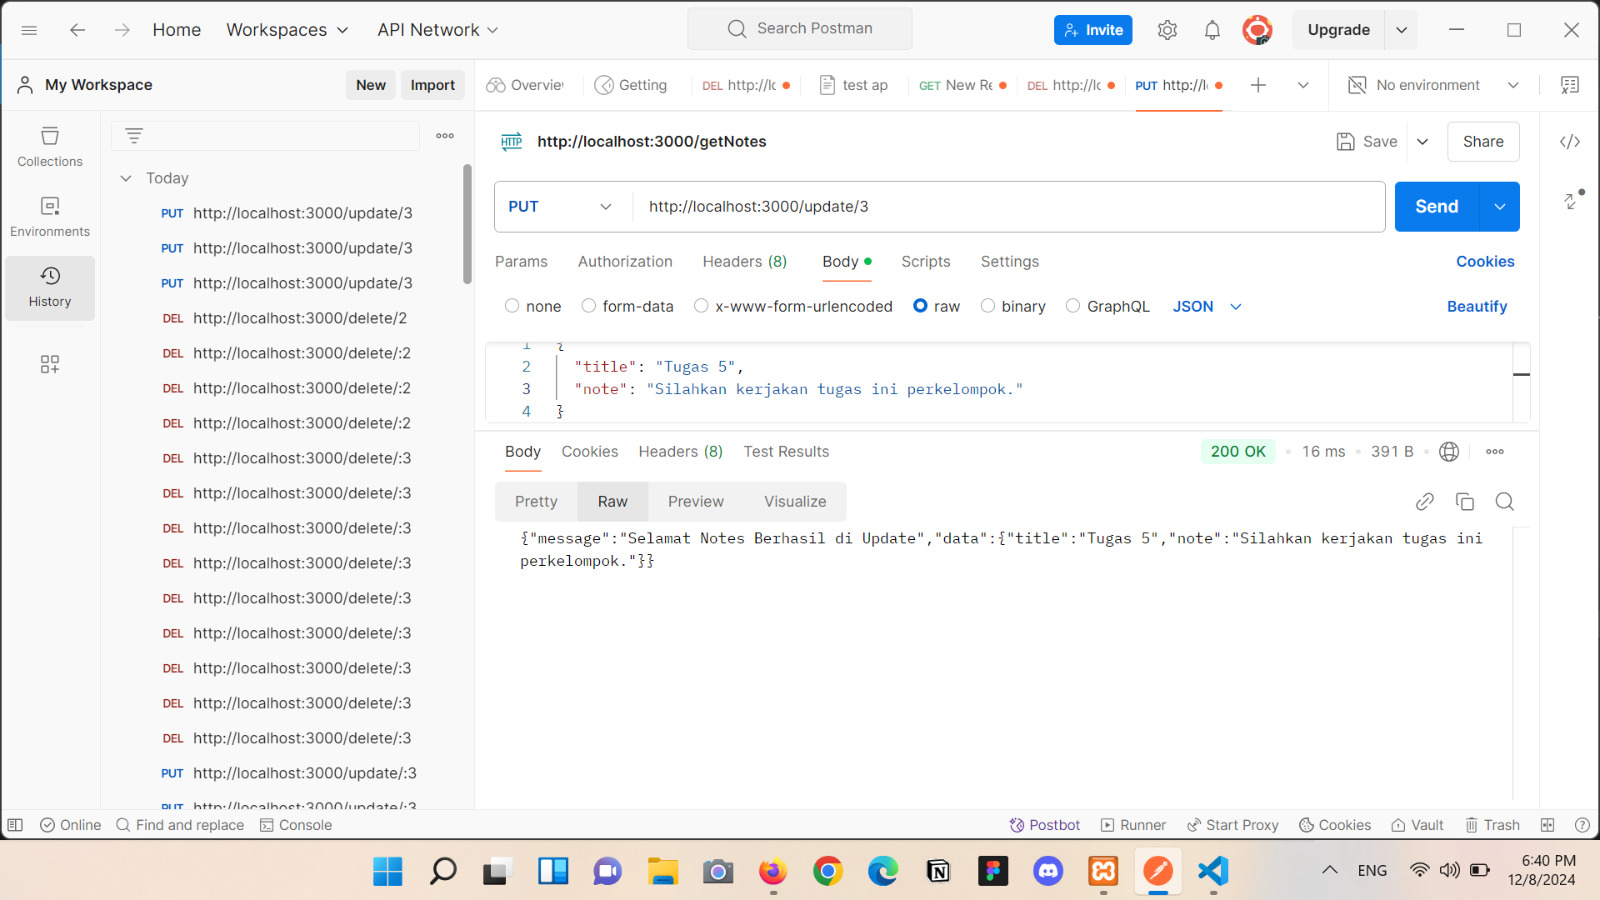 Home
Workspaces
API Network
Search Postman
Invite
Upgrade
My Workspace
New
Import
Overview
Getting
DEL http://lc
test ap
GET New Re
DEL http://lc
PUT http://l
No environment
Collections
Environments
History
Today
PUT http://localhost:3000/update/3
PUT http://localhost:3000/update/3
PUT http://localhost:3000/update/3
DEL http://localhost:3000/delete/2
DEL http://localhost:3000/delete/:2
DEL http://localhost:3000/delete/:2
DEL http://localhost:3000/delete/:2
DEL http://localhost:3000/delete/:3
DEL http://localhost:3000/delete/:3
DEL http://localhost:3000/delete/:3
DEL http://localhost:3000/delete/:3
DEL http://localhost:3000/delete/:3
DEL http://localhost:3000/delete/:3
DEL http://localhost:3000/delete/:3
DEL http://localhost:3000/delete/:3
DEL http://localhost:3000/delete/:3
PUT http://localhost:3000/update/:3
PUT http://localhost:3000/update/:3
HTTP http://localhost:3000/getNotes
Save
Share
PUT
http://localhost:3000/update/3
Send
Params Authorization Headers (8) Body Scripts Settings
Cookies
none form-data x-www-form-urlencoded raw binary GraphQL JSON
Beautify
1 {
2 "title": "Tugas 5",
3 "note": "Silahkan kerjakan tugas ini perkelompok."
4 }
Body Cookies Headers (8) Test Results
200 OK 16 ms 391 B
Pretty Raw Preview Visualize
{"message":"Selamat Notes Berhasil di Update","data":{"title":"Tugas 5","note":"Silahkan kerjakan tugas ini
perkelompok."}}
Online Find and replace Console
Postbot Runner Start Proxy Cookies Vault Trash
ENG
6:40 PM
12/8/2024